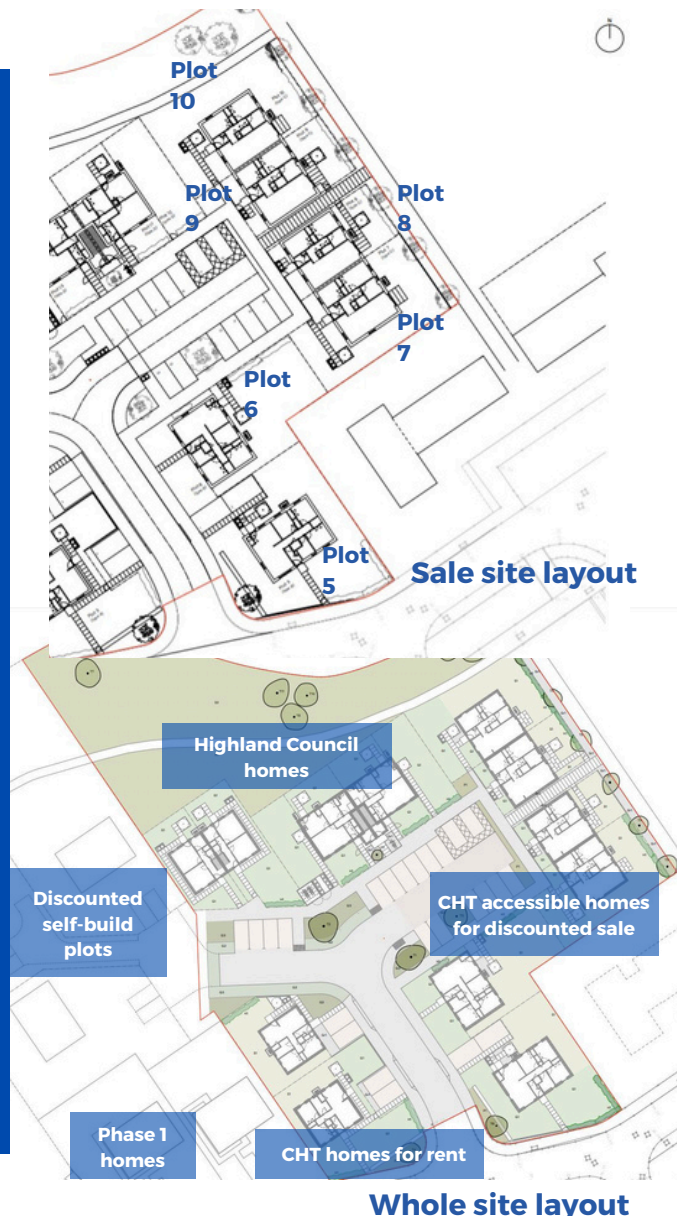 N
Plot
10
Plot
9
Plot
8
Plot
7
Plot
6
Plot
5
Sale site layout
Highland Council
homes
Discounted
self-build
plots
CHT accessible homes
for discounted sale
Phase 1
homes
CHT homes for rent
Whole site layout